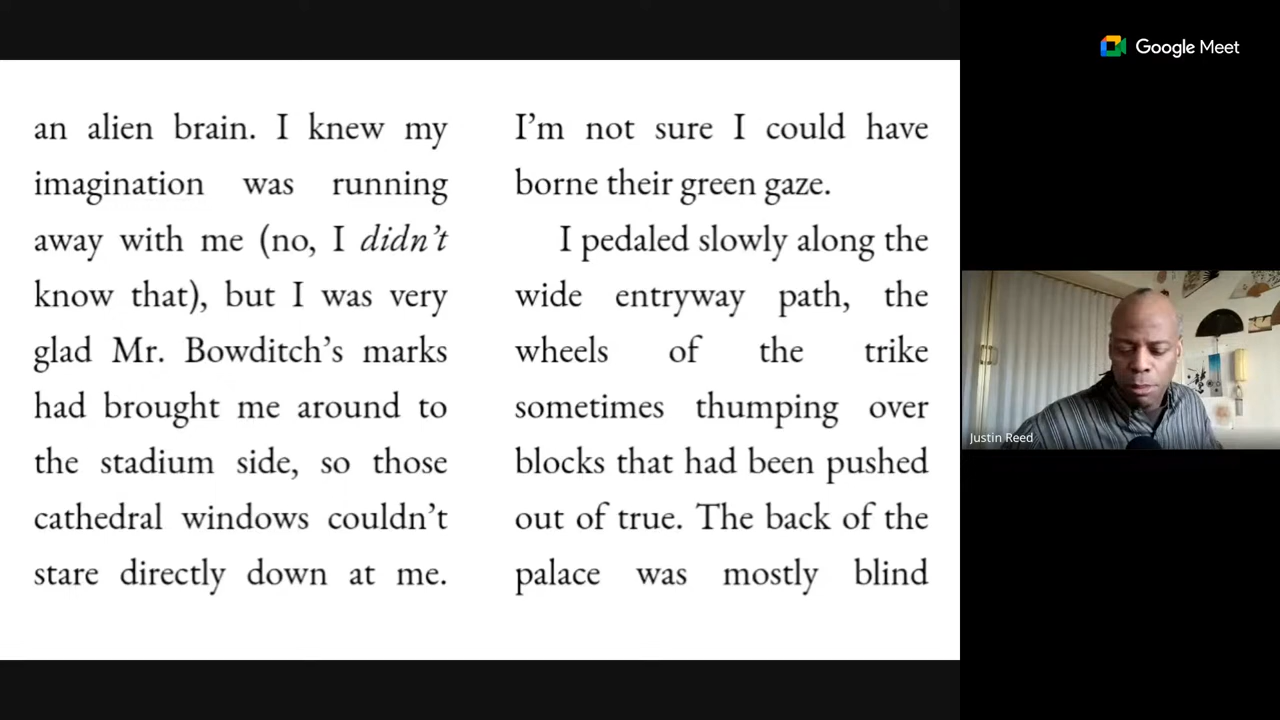 an alien brain. I knew my
imagination was running
away with me (no, I didn’t
know that), but I was very
glad Mr. Bowditch’s marks
had brought me around to
the stadium side, so those
cathedral windows couldn’t
stare directly down at me.
I’m not sure I could have
borne their green gaze.
I pedaled slowly along the
wide entryway path, the
wheels of the trike
sometimes thumping over
blocks that had been pushed
out of true. The back of the
palace was mostly blind
Google Meet
Justin Reed